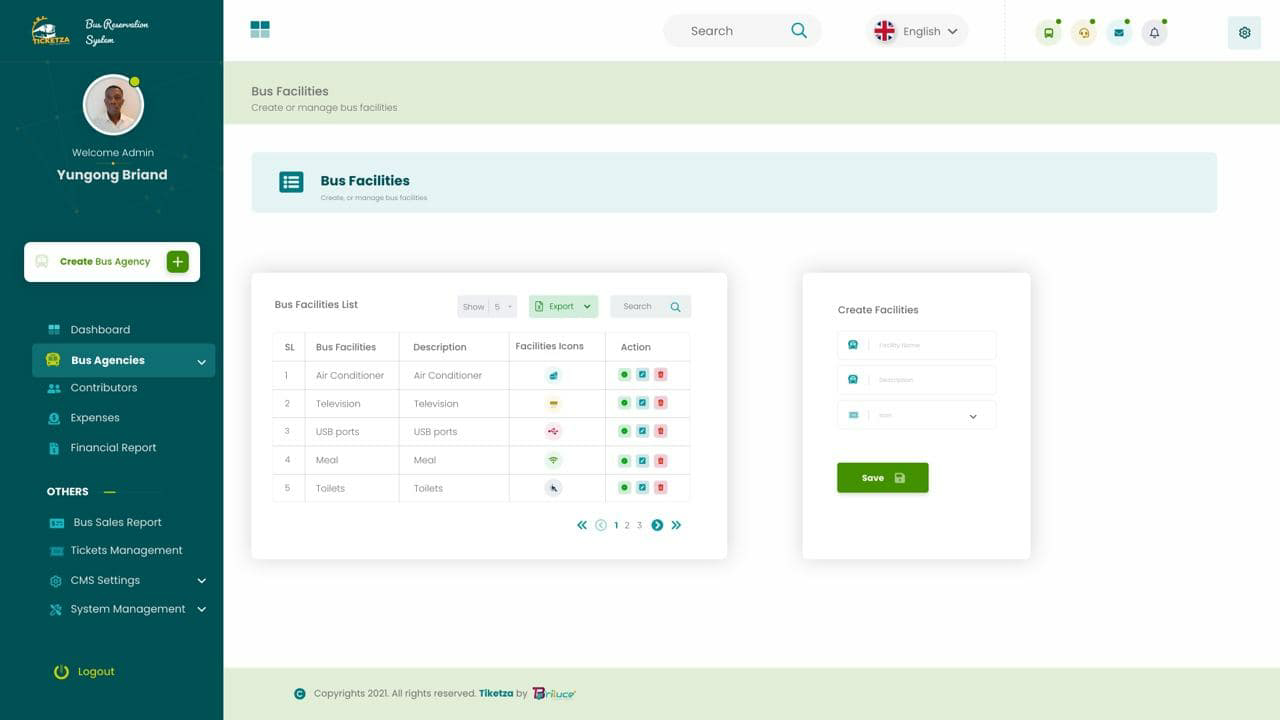 TICKETZA
Bus Reservation
System
Welcome Admin
Yungong Briand
Create Bus Agency
Dashboard
Bus Agencies
Contributors
Expenses
Financial Report
OTHERS
Bus Sales Report
Tickets Management
CMS Settings
System Management
Logout
Search
English
Bus Facilities
Create or manage bus facilities
Bus Facilities
Create, or manage bus facilities
Bus Facilities List
Show 5
Export
Search
SL Bus Facilities Description Facilities Icons Action
1 Air Conditioner Air Conditioner
2 Television Television
3 USB ports USB ports
4 Meal Meal
5 Toilets Toilets
1 2 3
Create Facilities
Facility Name
Description
Icon
Save
Copyrights 2021. All rights reserved. Tiketza by Briluce